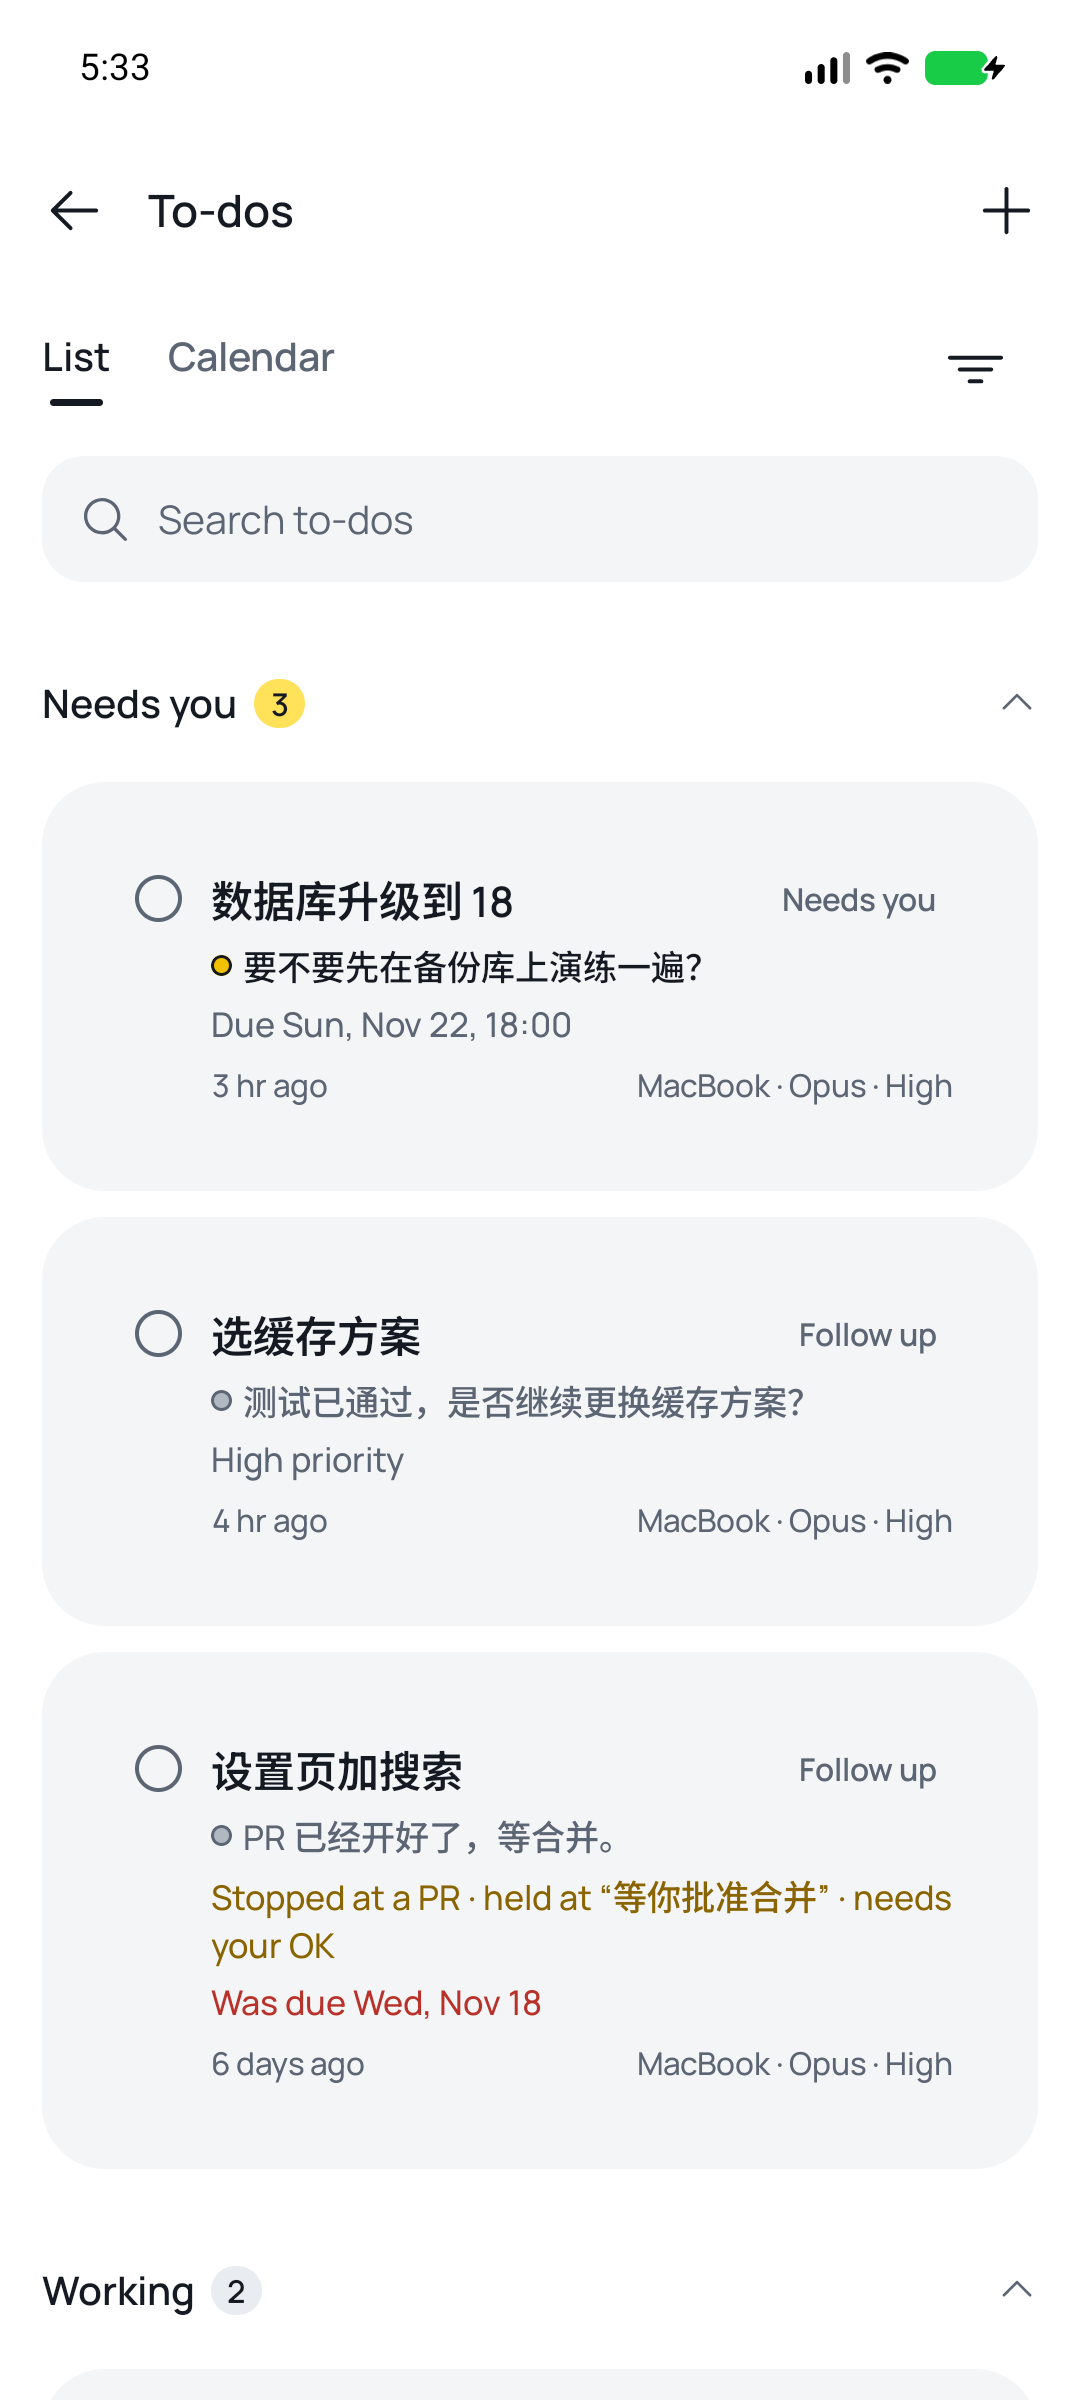 5:33
To-dos
List Calendar
Search to-dos
Needs you 3
数据库升级到 18 Needs you
要不要先在备份库上演练一遍？
Due Sun, Nov 22, 18:00
3 hr ago MacBook · Opus · High
选缓存方案 Follow up
测试已通过，是否继续更换缓存方案？
High priority
4 hr ago MacBook · Opus · High
设置页加搜索 Follow up
PR 已经开好了，等合并。
Stopped at a PR · held at “等你批准合并” · needs
your OK
Was due Wed, Nov 18
6 days ago MacBook · Opus · High
Working 2